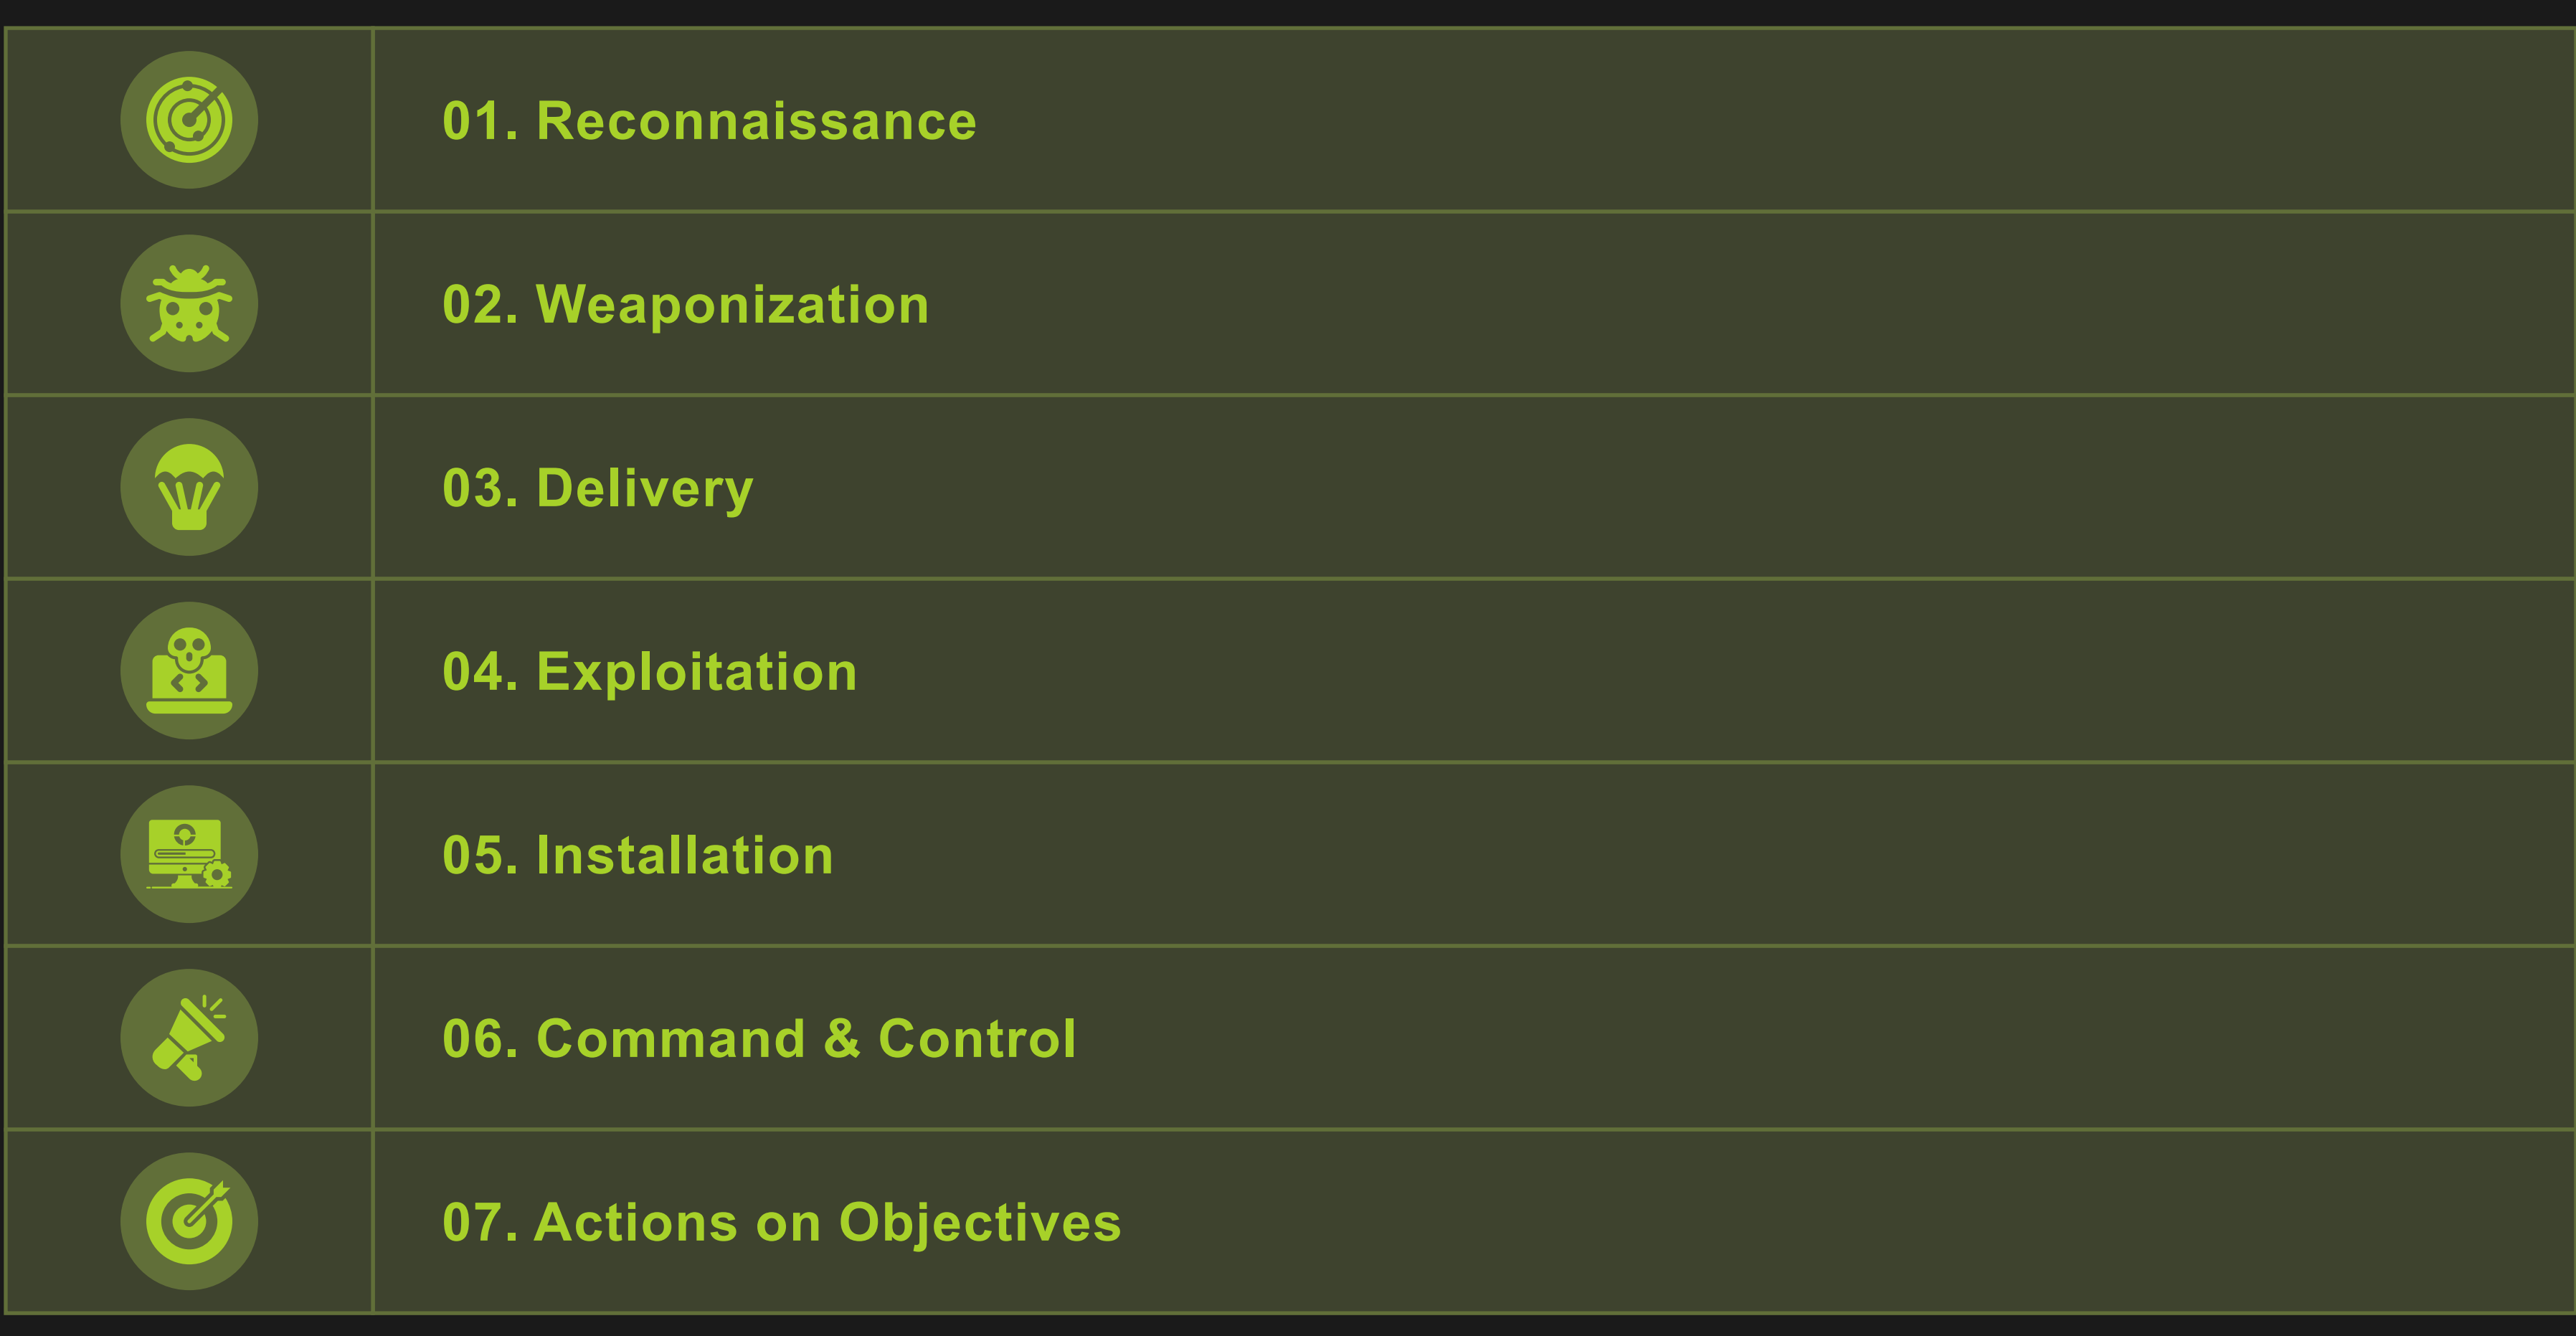 01. Reconnaissance
02. Weaponization
03. Delivery
04. Exploitation
05. Installation
06. Command & Control
07. Actions on Objectives